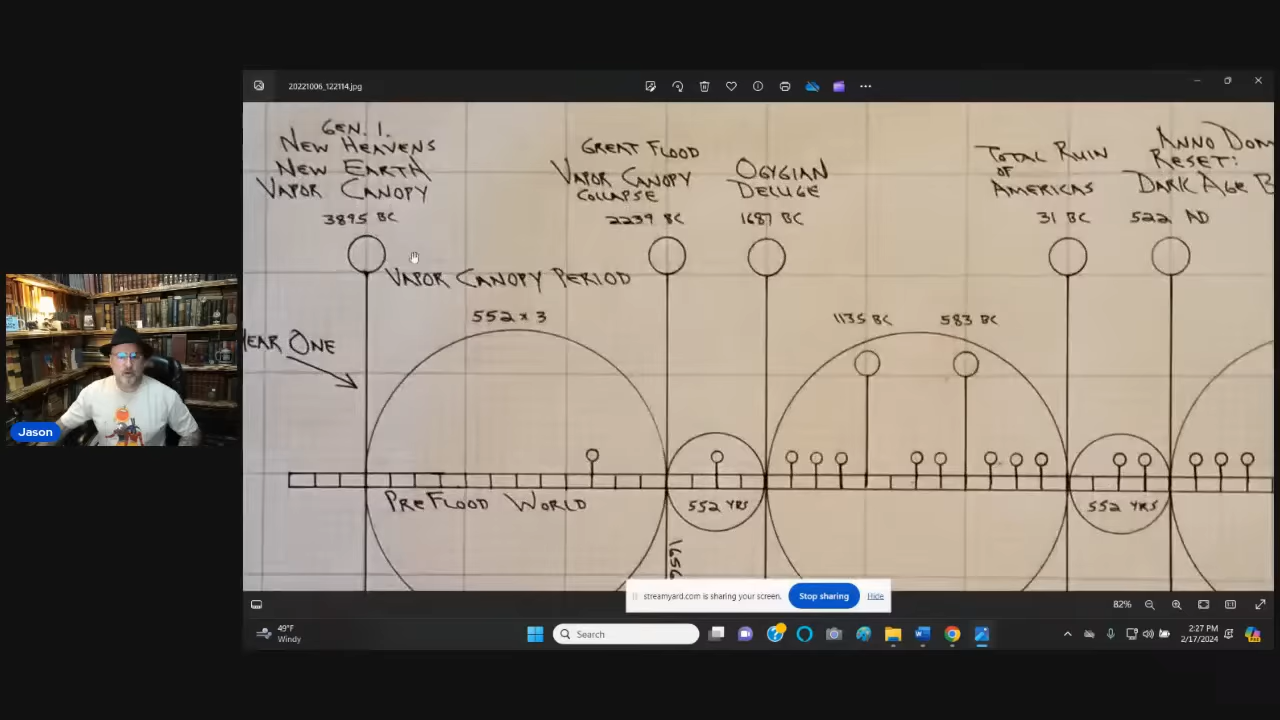 20221006_122114.jpg
GEN. 1.
NEW HEAVENS
NEW EARTH
VAPOR CANOPY
3895 BC
GREAT FLOOD
VAPOR CANOPY
COLLAPSE
2239 BC
OGYGIAN
DELUGE
1687 BC
TOTAL RUIN
OF
AMERICAS
31 BC
ANNO DOM
RESET:
DARK AGE B
522 AD
VAPOR CANOPY PERIOD
552 x 3
1135 BC
583 BC
YEAR ONE
Jason
PREFLOOD WORLD
552 YRS
552 YRS
1656
streamyard.com is sharing your screen.
Stop sharing
Hide
82%
49°F
Windy
Search
2:27 PM
2/17/2024